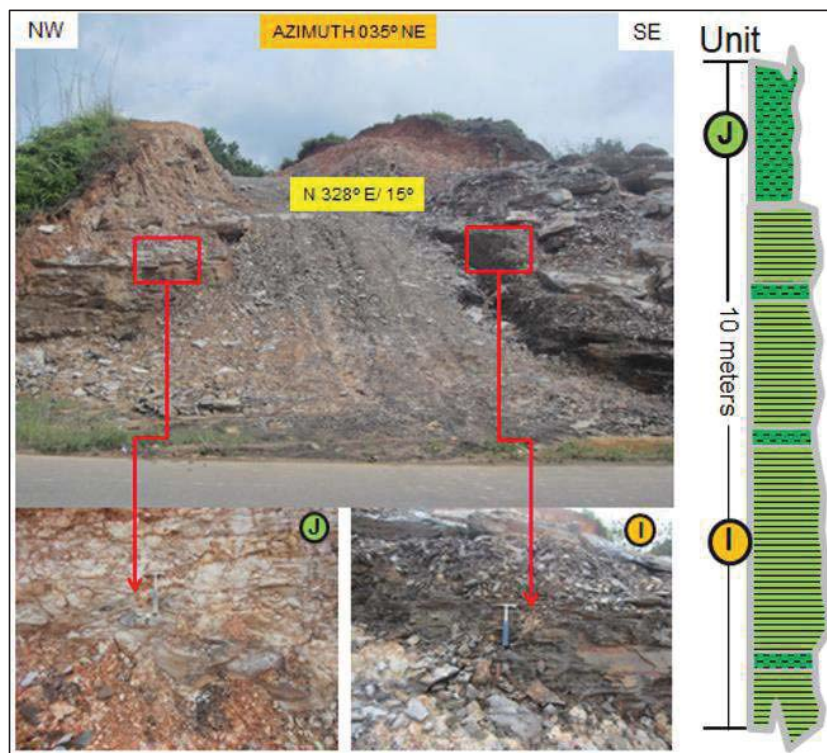 NW
AZIMUTH 035º NE
SE
Unit
N 328º E/ 15º
J
10 meters
I
J
I